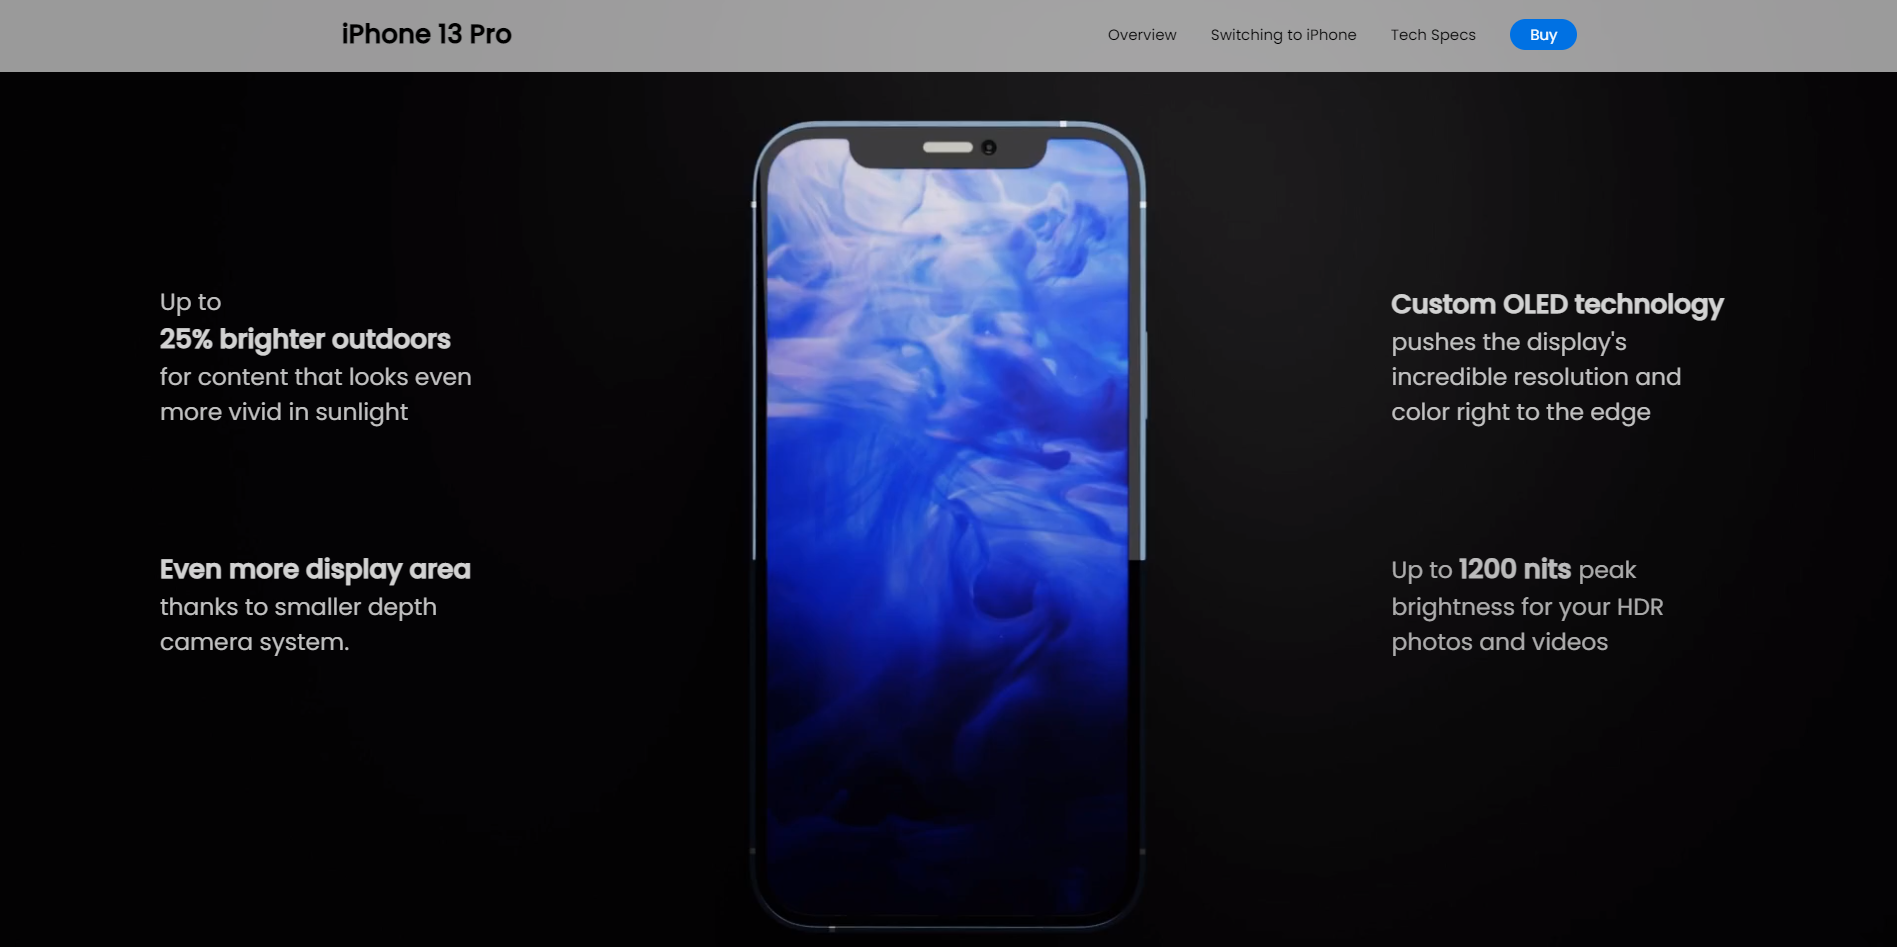 iPhone 13 Pro
Overview
Switching to iPhone
Tech Specs
Buy
Up to
25% brighter outdoors
for content that looks even
more vivid in sunlight
Even more display area
thanks to smaller depth
camera system.
Custom OLED technology
pushes the display's
incredible resolution and
color right to the edge
Up to 1200 nits peak
brightness for your HDR
photos and videos